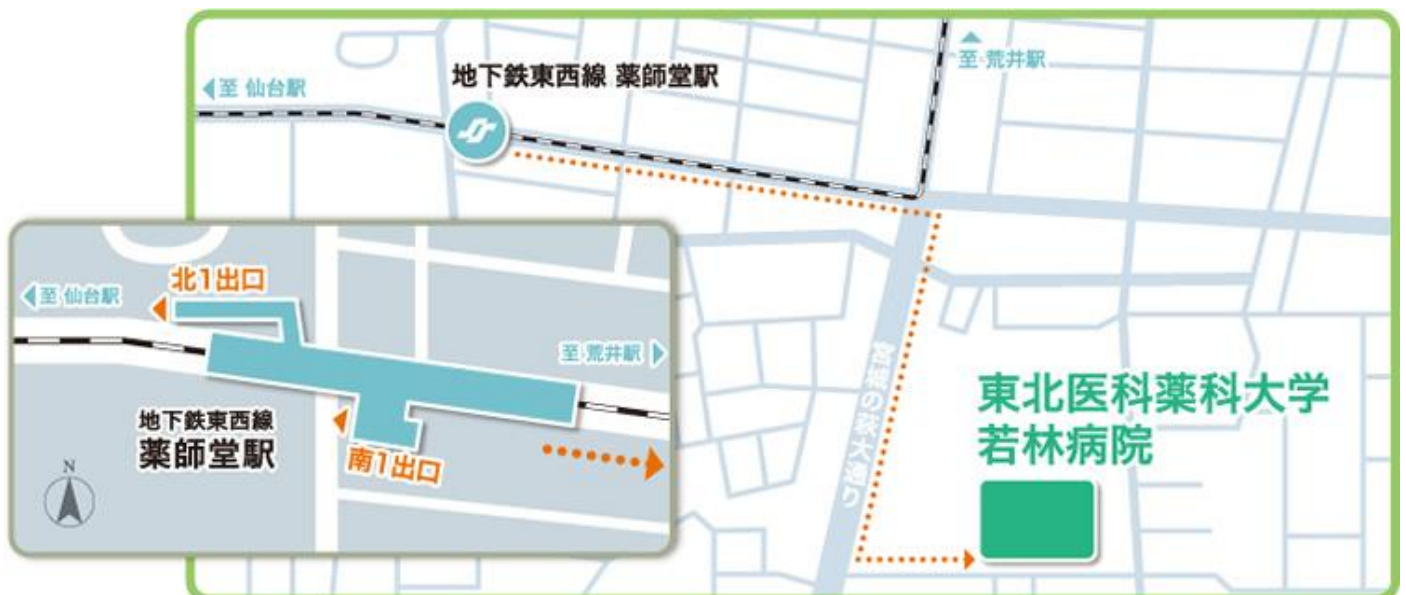 至 仙台駅
地下鉄東西線 薬師堂駅
至 荒井駅
宮城の萩大通り
東北医科薬科大学
若林病院
至 仙台駅
北1出口
至 荒井駅
地下鉄東西線
薬師堂駅
南1出口
N